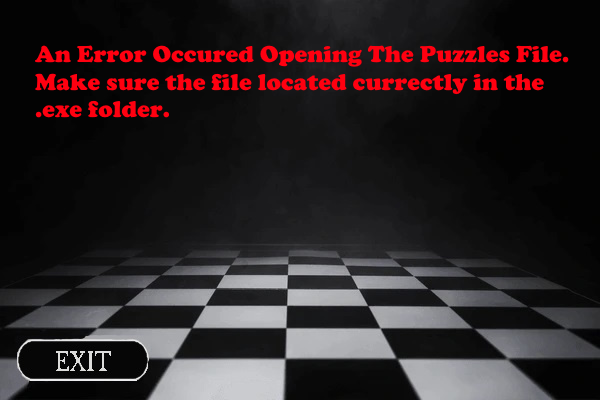 An Error Occured Opening The Puzzles File.
Make sure the file located currectly in the
.exe folder.
EXIT